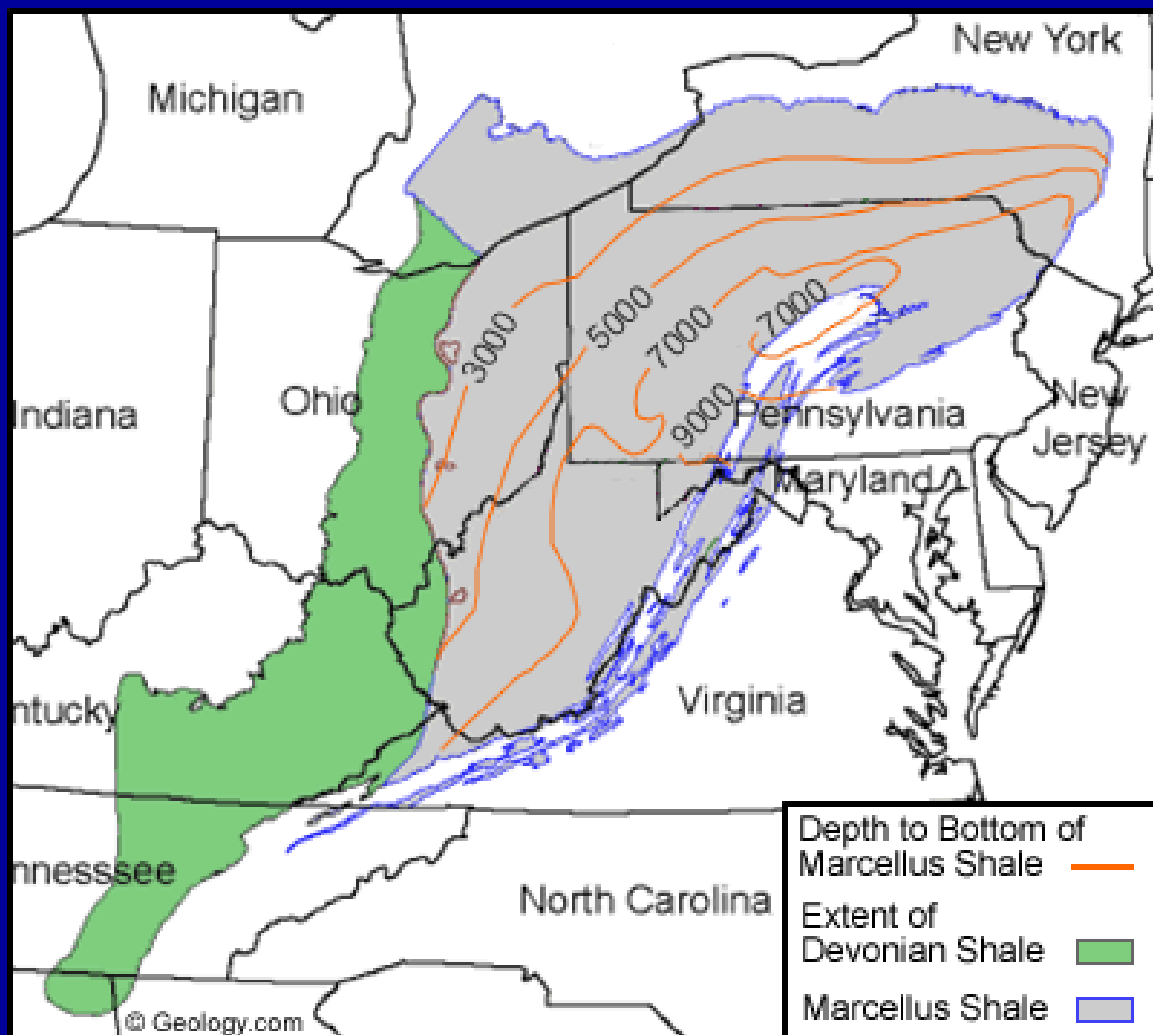 New York
Michigan
3000
5000
7000
7000
9000
Indiana
Ohio
Pennsylvania
New
Jersey
Maryland
ntucky
Virginia
nnesssee
North Carolina
Depth to Bottom of
Marcellus Shale
Extent of
Devonian Shale
Marcellus Shale
© Geology.com